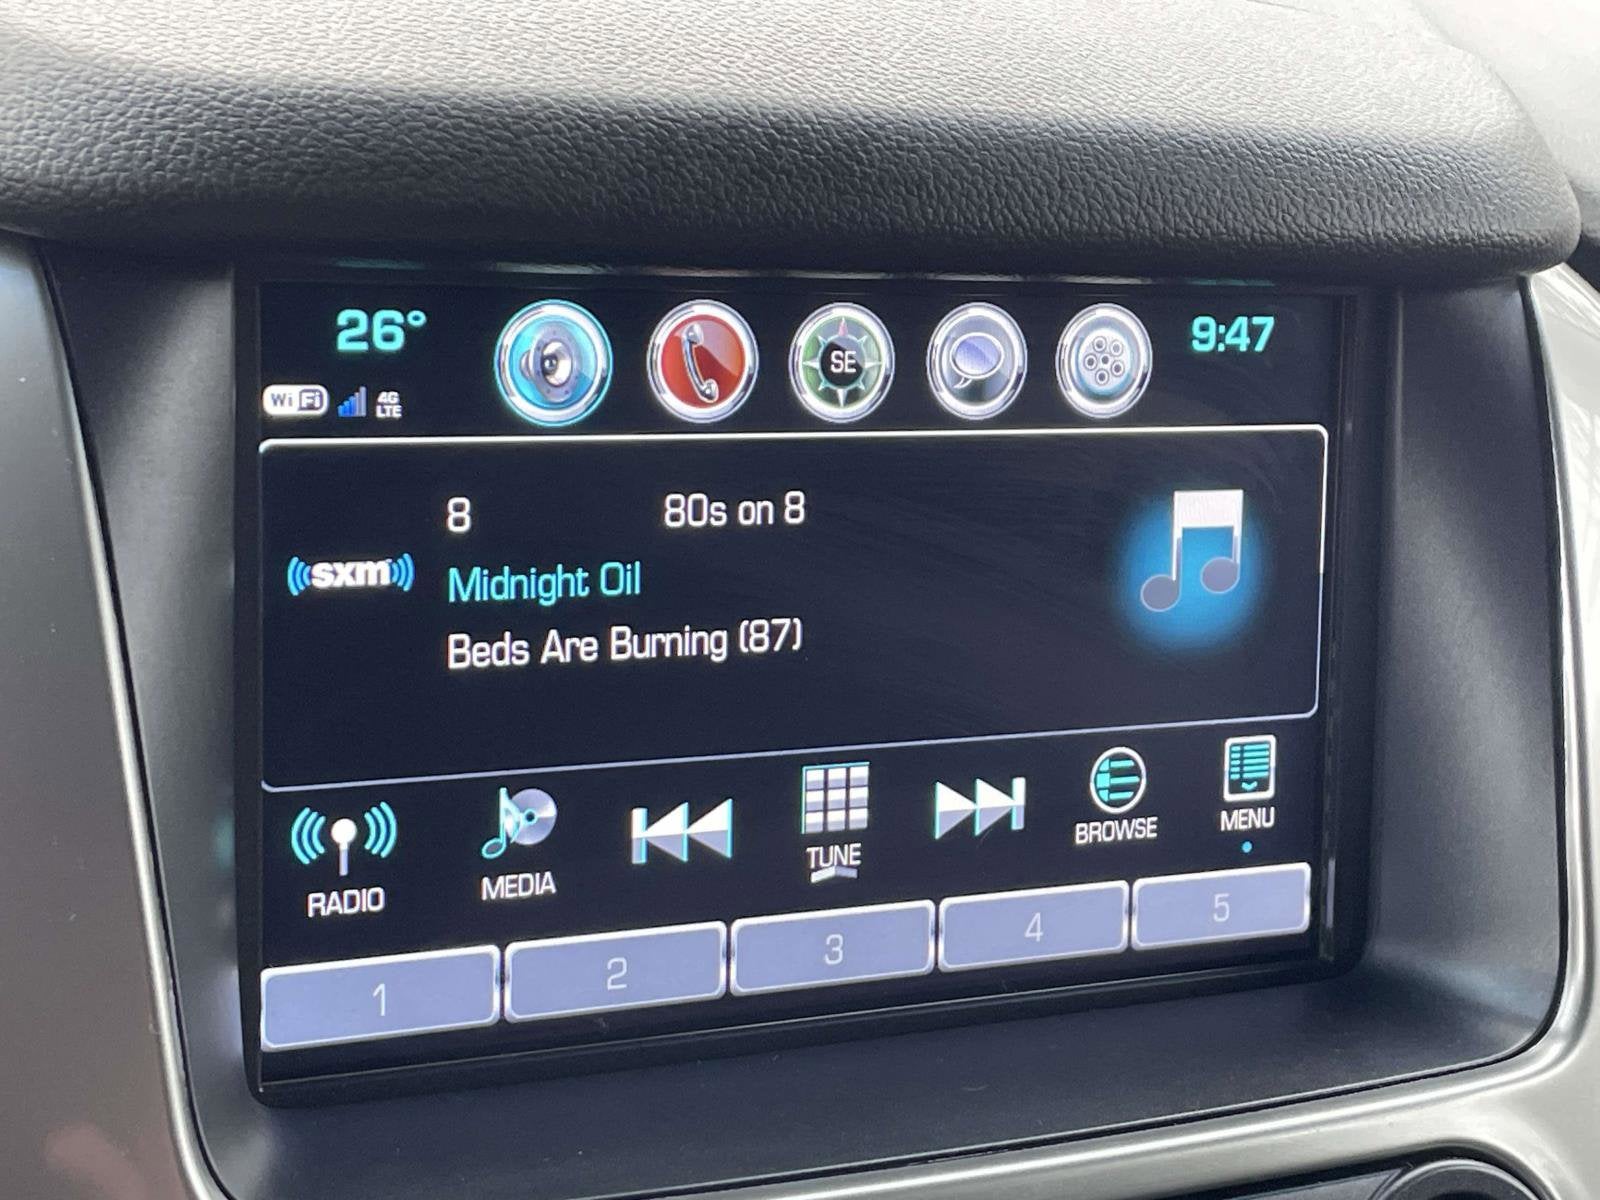 26°
9:47
WiFi
4G
LTE
SE
8
80s on 8
sxm
Midnight Oil
Beds Are Burning (87)
RADIO
MEDIA
TUNE
BROWSE
MENU
1
2
3
4
5